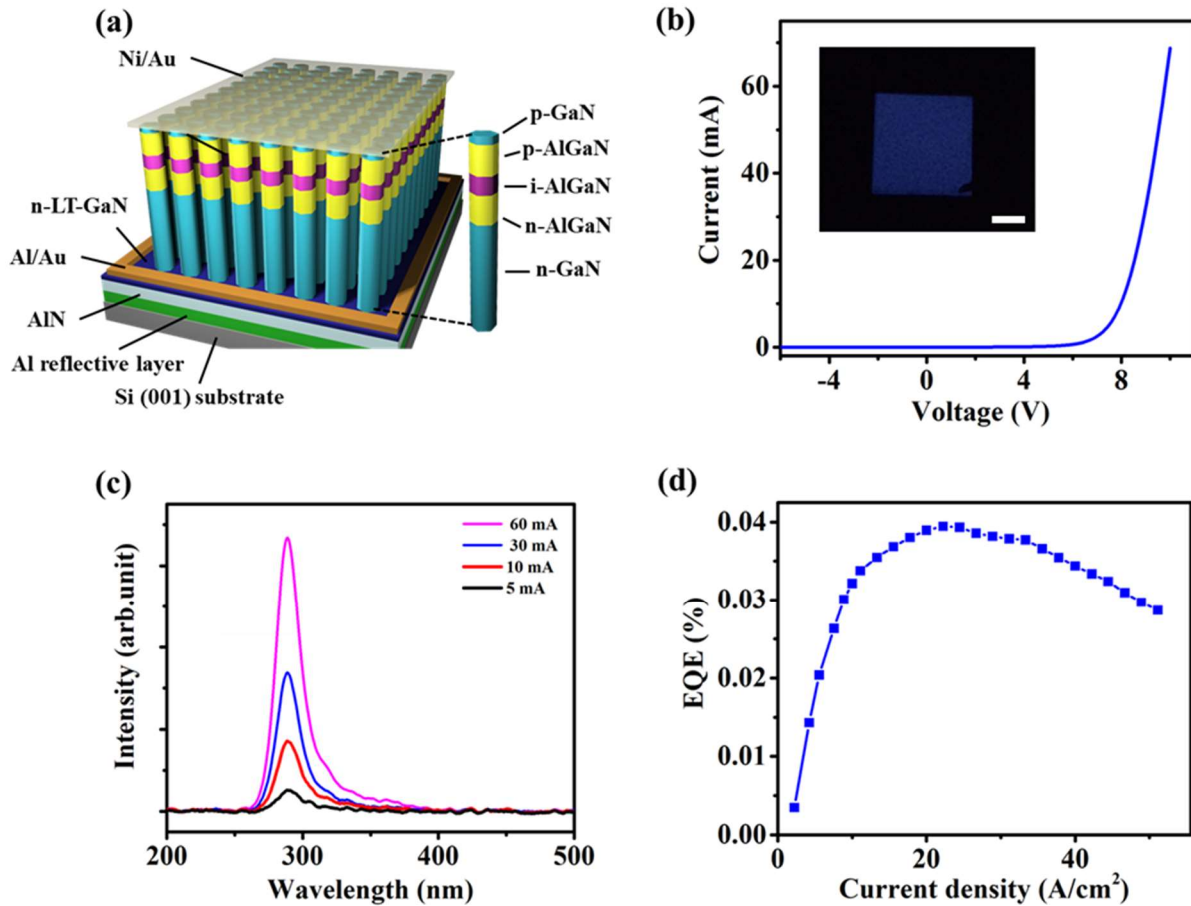 (a)
Ni/Au
n-LT-GaN
Al/Au
AlN
Al reflective layer
Si (001) substrate
p-GaN
p-AlGaN
i-AlGaN
n-AlGaN
n-GaN
(b)
Current (mA)
60
40
20
0
-4
0
4
8
Voltage (V)
(c)
Intensity (arb.unit)
60 mA
30 mA
10 mA
5 mA
200
300
400
500
Wavelength (nm)
(d)
EQE (%)
0.04
0.03
0.02
0.01
0.00
0
20
40
Current density (A/cm²)